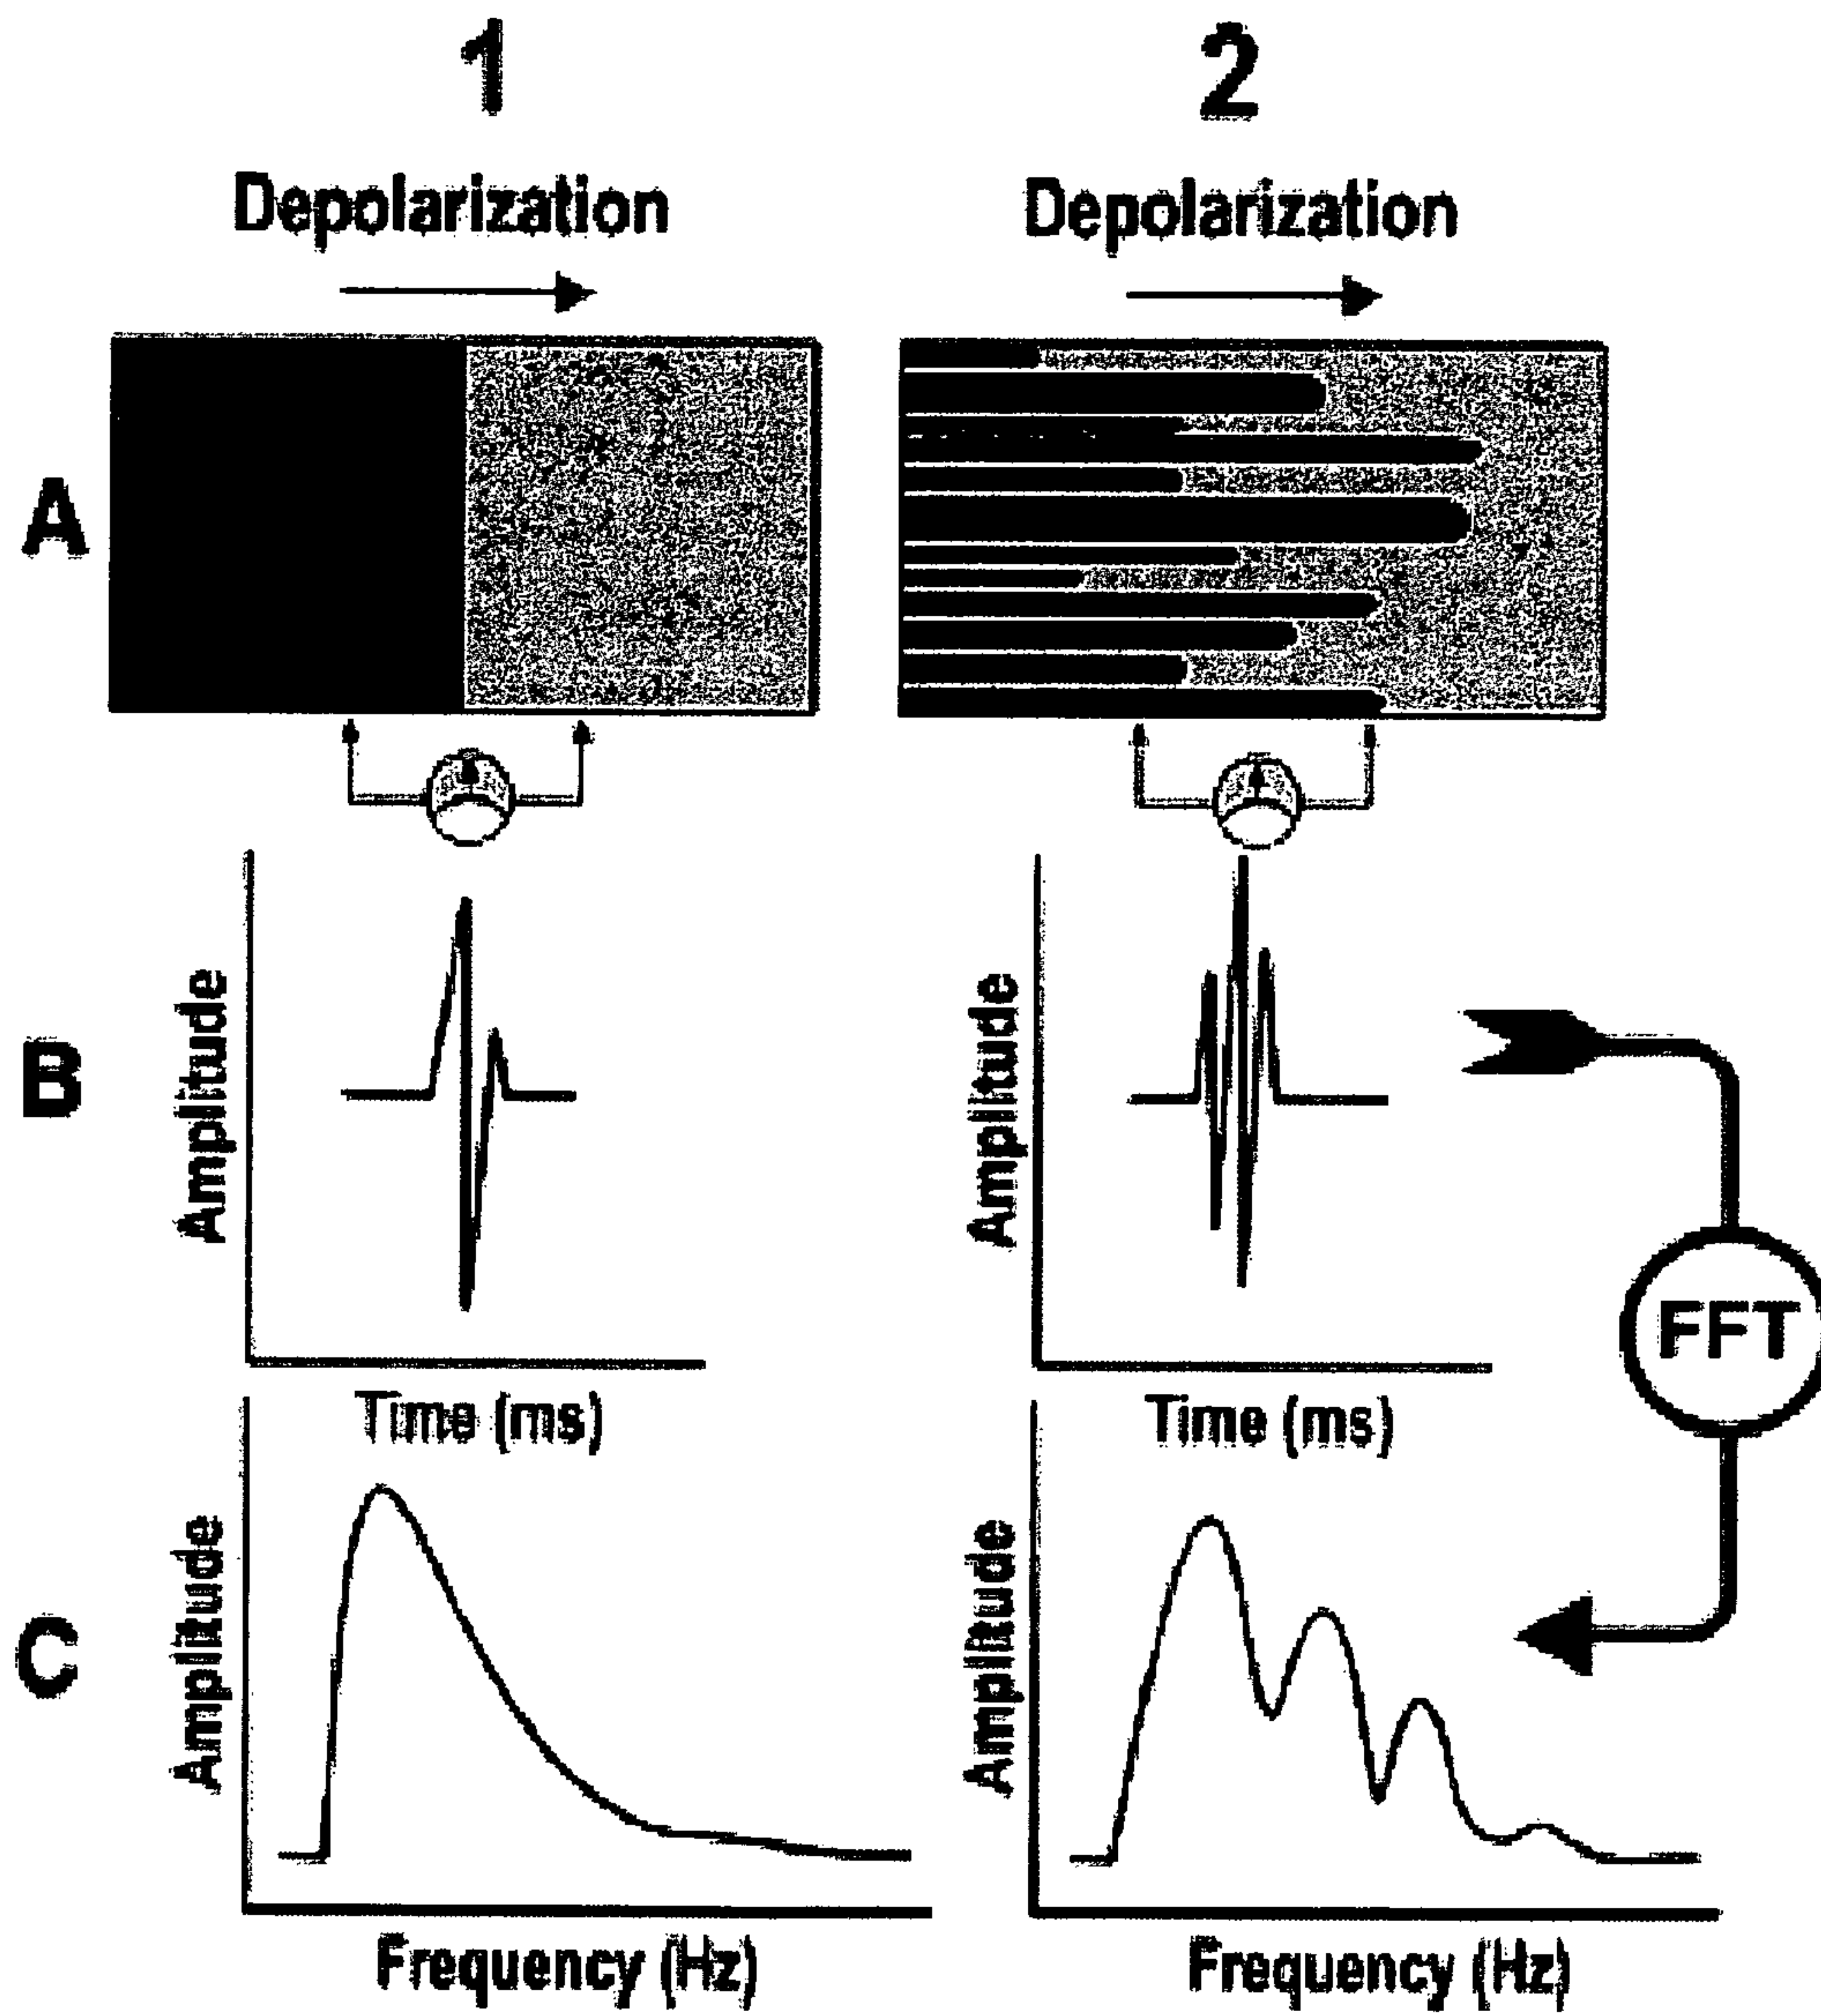 1
2
Depolarization
Depolarization
A
B
Amplitude
Amplitude
FFT
Time (ms)
Time (ms)
C
Amplitude
Amplitude
Frequency (Hz)
Frequency (Hz)